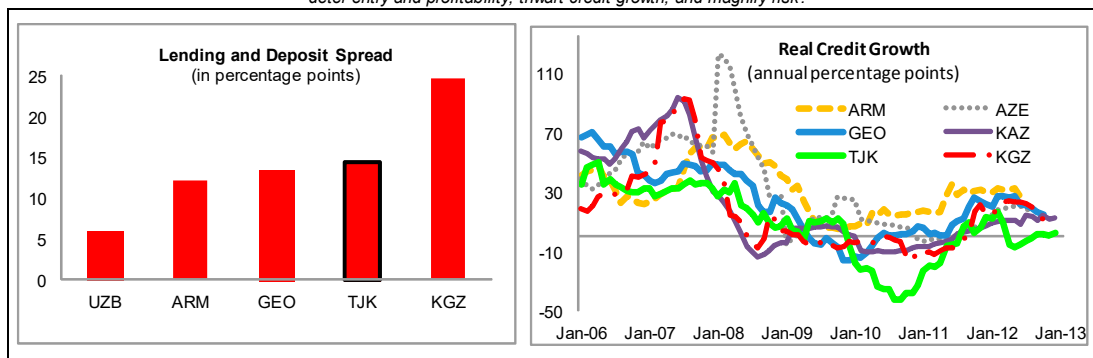 deter entry and profitability, thwart credit growth, and magnify risk.
Lending and Deposit Spread
(in percentage points)
25
20
15
10
5
0
UZB ARM GEO TJK KGZ
Real Credit Growth
(annual percentage points)
110
70
30
-10
-50
ARM AZE
GEO KAZ
TJK KGZ
Jan-06 Jan-07 Jan-08 Jan-09 Jan-10 Jan-11 Jan-12 Jan-13